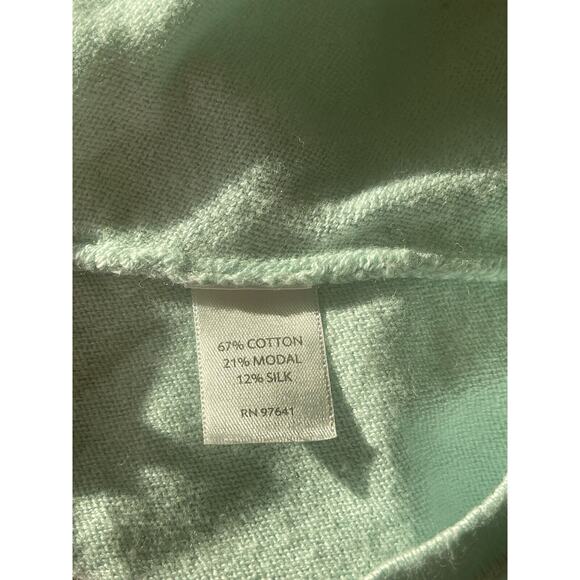 67% COTTON
21% MODAL
12% SILK
RN 97641